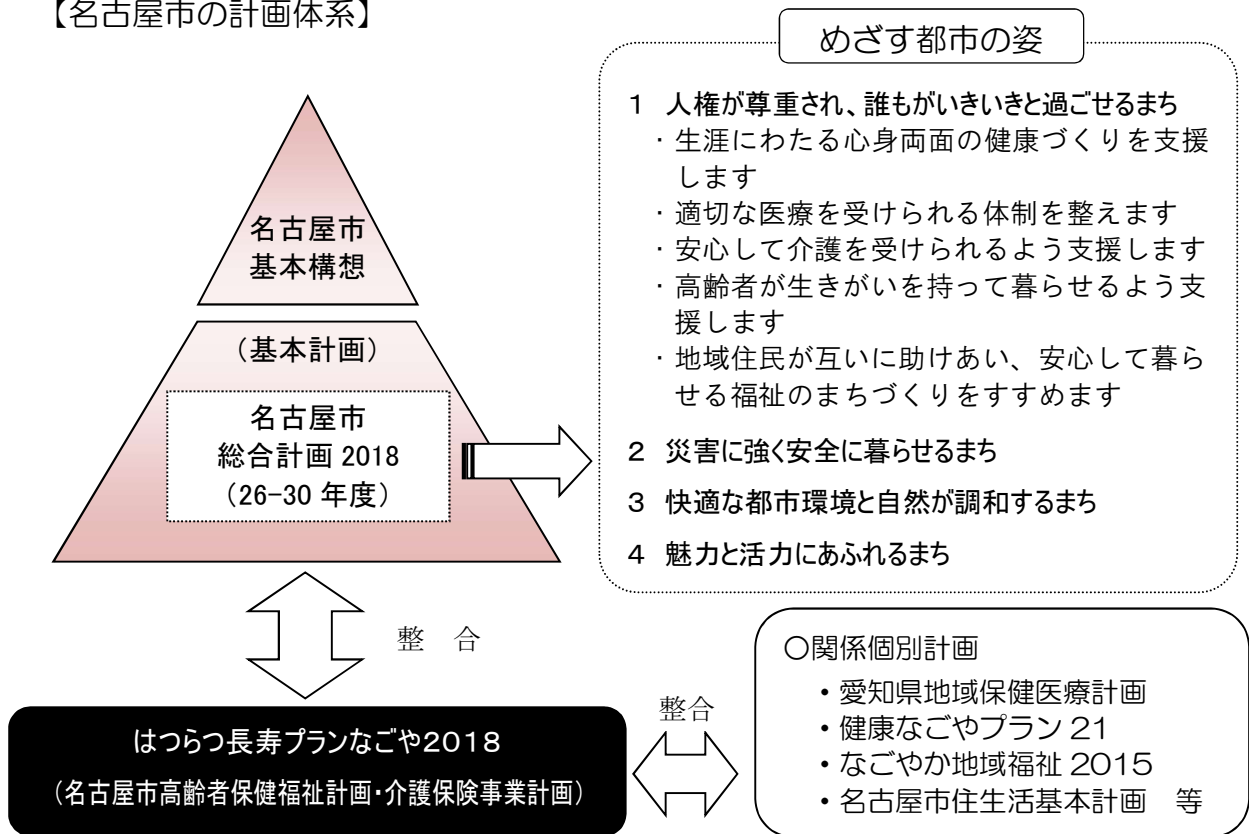 【名古屋市の計画体系】
めざす都市の姿
1 人権が尊重され、誰もがいきいきと過ごせるまち
・生涯にわたる心身両面の健康づくりを支援
します
・適切な医療を受けられる体制を整えます
・安心して介護を受けられるよう支援します
・高齢者が生きがいを持って暮らせるよう支
援します
・地域住民が互いに助けあい、安心して暮ら
せる福祉のまちづくりをすすめます
2 災害に強く安全に暮らせるまち
3 快適な都市環境と自然が調和するまち
4 魅力と活力にあふれるまち
名古屋市
基本構想
(基本計画)
名古屋市
総合計画 2018
(26-30 年度)
整 合
はつらつ長寿プランなごや2018
(名古屋市高齢者保健福祉計画・介護保険事業計画)
整合
○関係個別計画
・愛知県地域保健医療計画
・健康なごやプラン 21
・なごやか地域福祉 2015
・名古屋市住生活基本計画 等